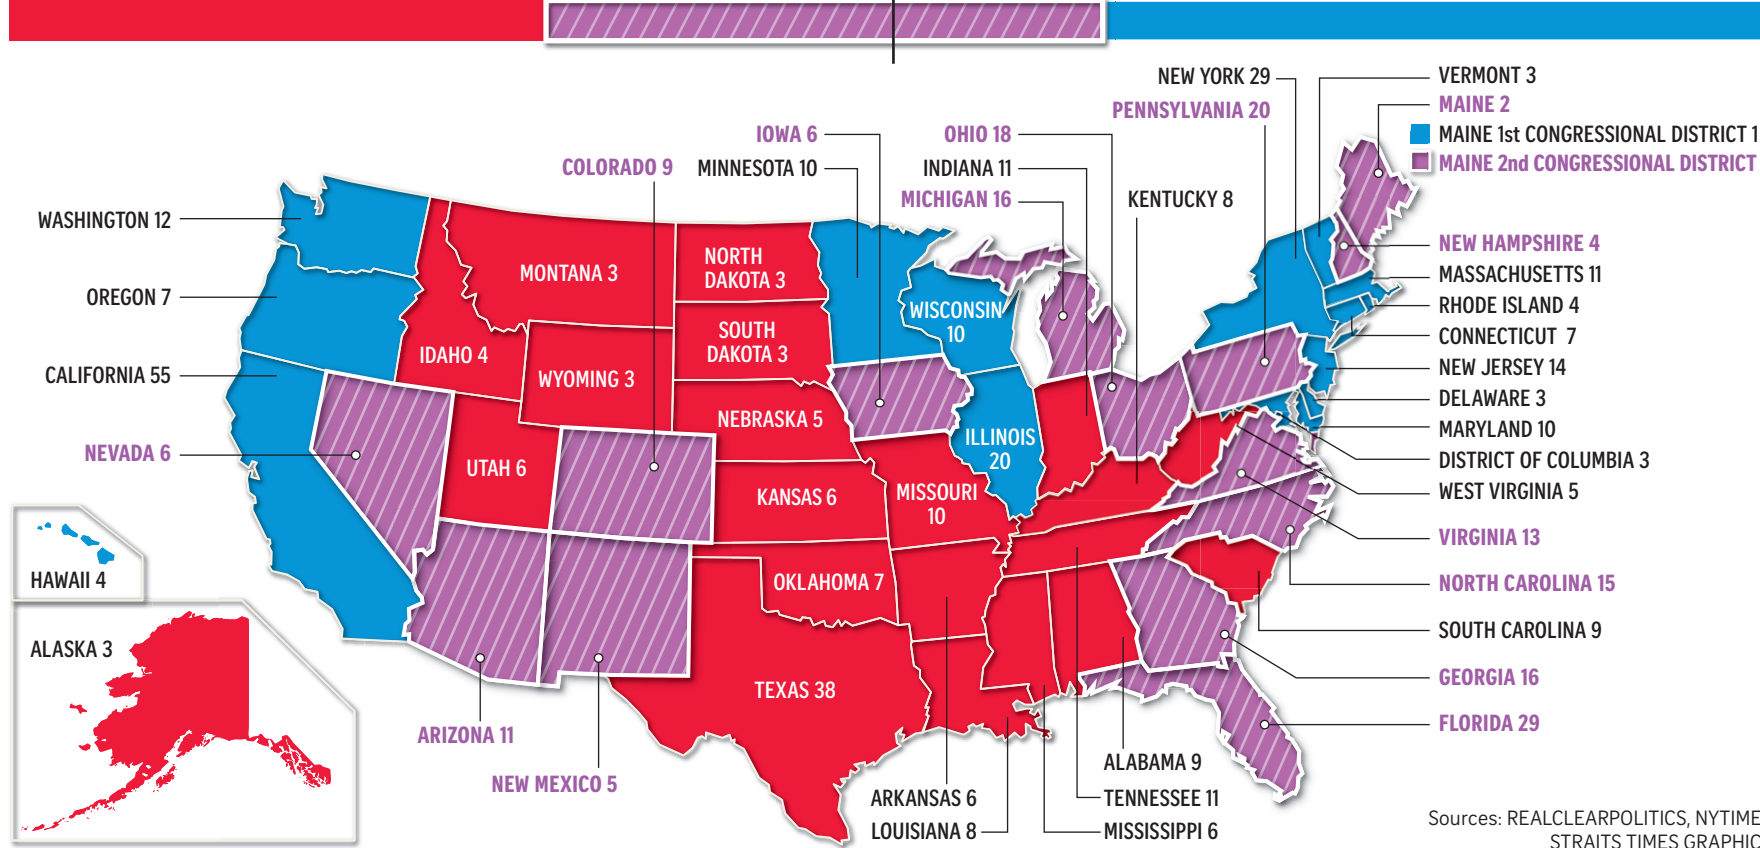 NEW YORK 29
VERMONT 3
PENNSYLVANIA 20
MAINE 2
IOWA 6
OHIO 18
MAINE 1st CONGRESSIONAL DISTRICT 1
COLORADO 9
MINNESOTA 10
INDIANA 11
MAINE 2nd CONGRESSIONAL DISTRICT
MICHIGAN 16
KENTUCKY 8
WASHINGTON 12
NEW HAMPSHIRE 4
MONTANA 3
NORTH
DAKOTA 3
MASSACHUSETTS 11
OREGON 7
RHODE ISLAND 4
WISCONSIN
10
SOUTH
DAKOTA 3
CONNECTICUT 7
IDAHO 4
CALIFORNIA 55
WYOMING 3
NEW JERSEY 14
DELAWARE 3
NEBRASKA 5
MARYLAND 10
ILLINOIS
20
NEVADA 6
UTAH 6
DISTRICT OF COLUMBIA 3
KANSAS 6
MISSOURI
10
WEST VIRGINIA 5
VIRGINIA 13
HAWAII 4
OKLAHOMA 7
NORTH CAROLINA 15
SOUTH CAROLINA 9
ALASKA 3
TEXAS 38
GEORGIA 16
FLORIDA 29
ARIZONA 11
NEW MEXICO 5
ALABAMA 9
ARKANSAS 6
TENNESSEE 11
LOUISIANA 8
MISSISSIPPI 6
Sources: REALCLEARPOLITICS, NYTIME
STRAITS TIMES GRAPHIC